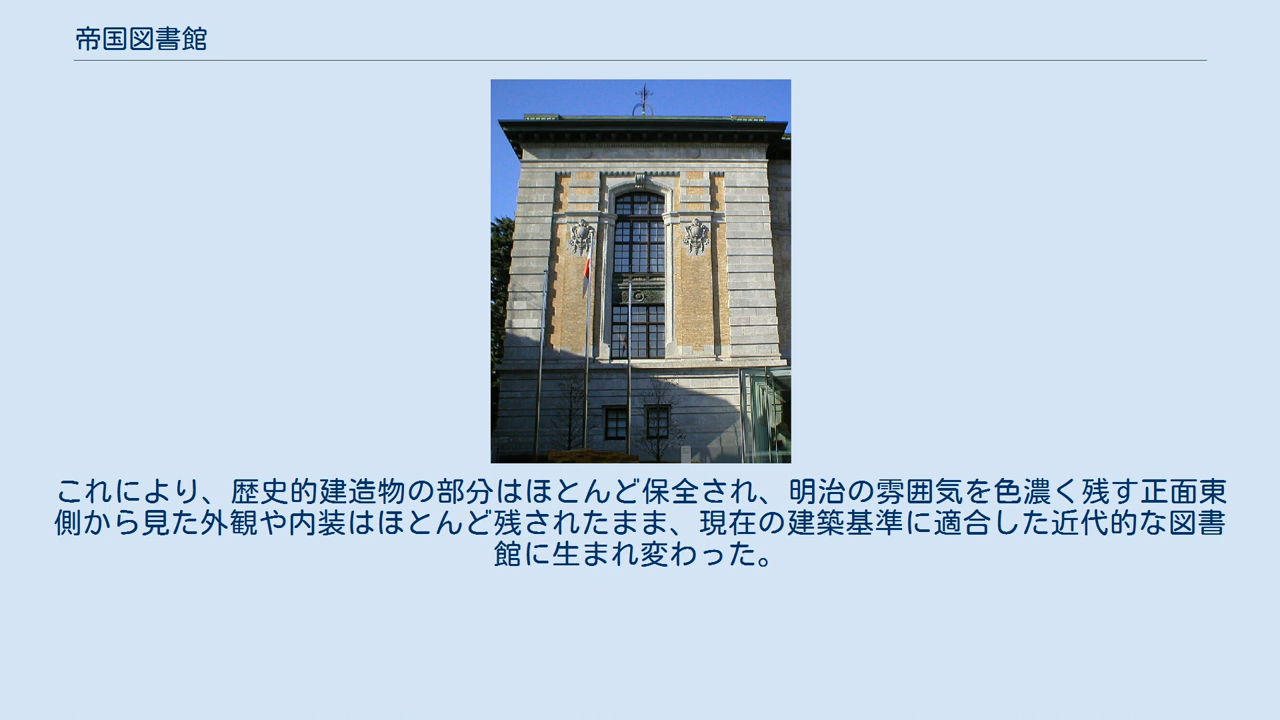 帝国図書館
これにより、歴史的建造物の部分はほとんど保全され、明治の雰囲気を色濃く残す正面東
側から見た外観や内装はほとんど残されたまま、現在の建築基準に適合した近代的な図書
館に生まれ変わった。